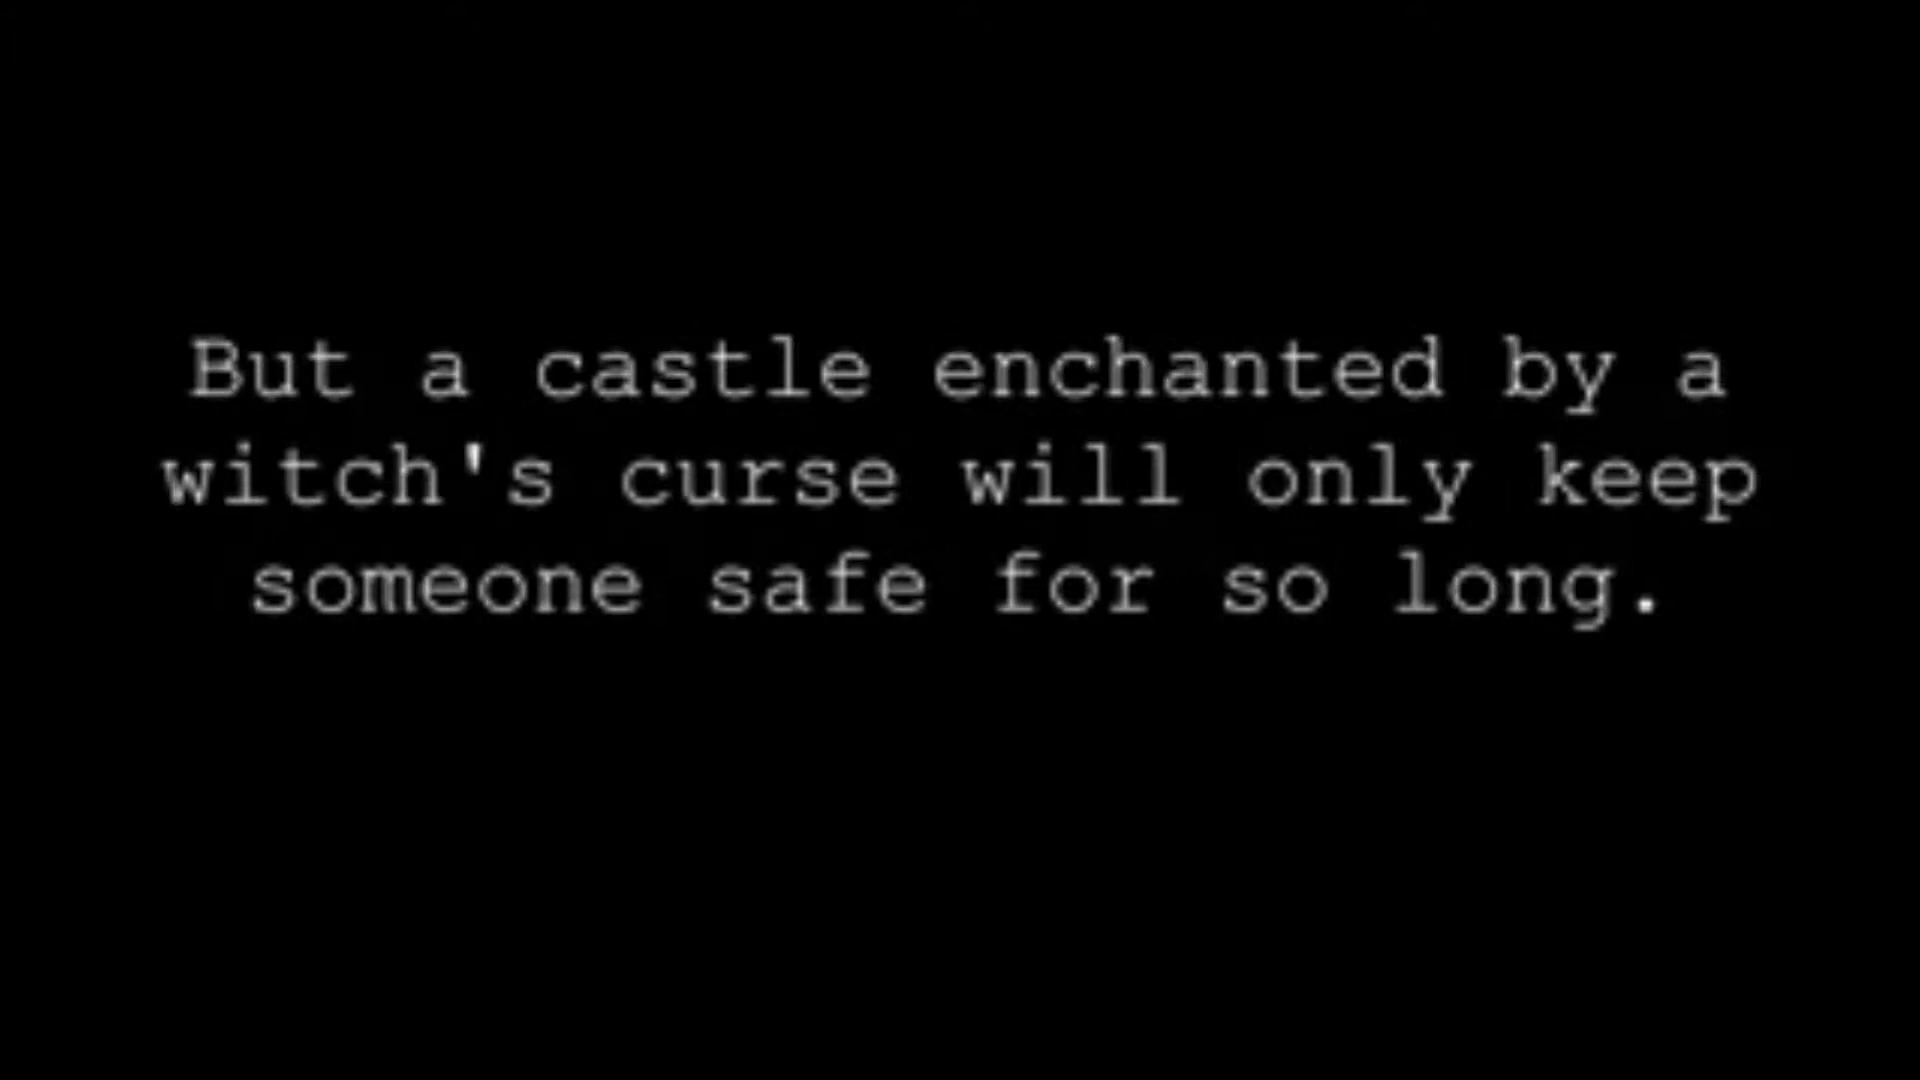 But a castle enchanted by a
witch's curse will only keep
someone safe for so long.